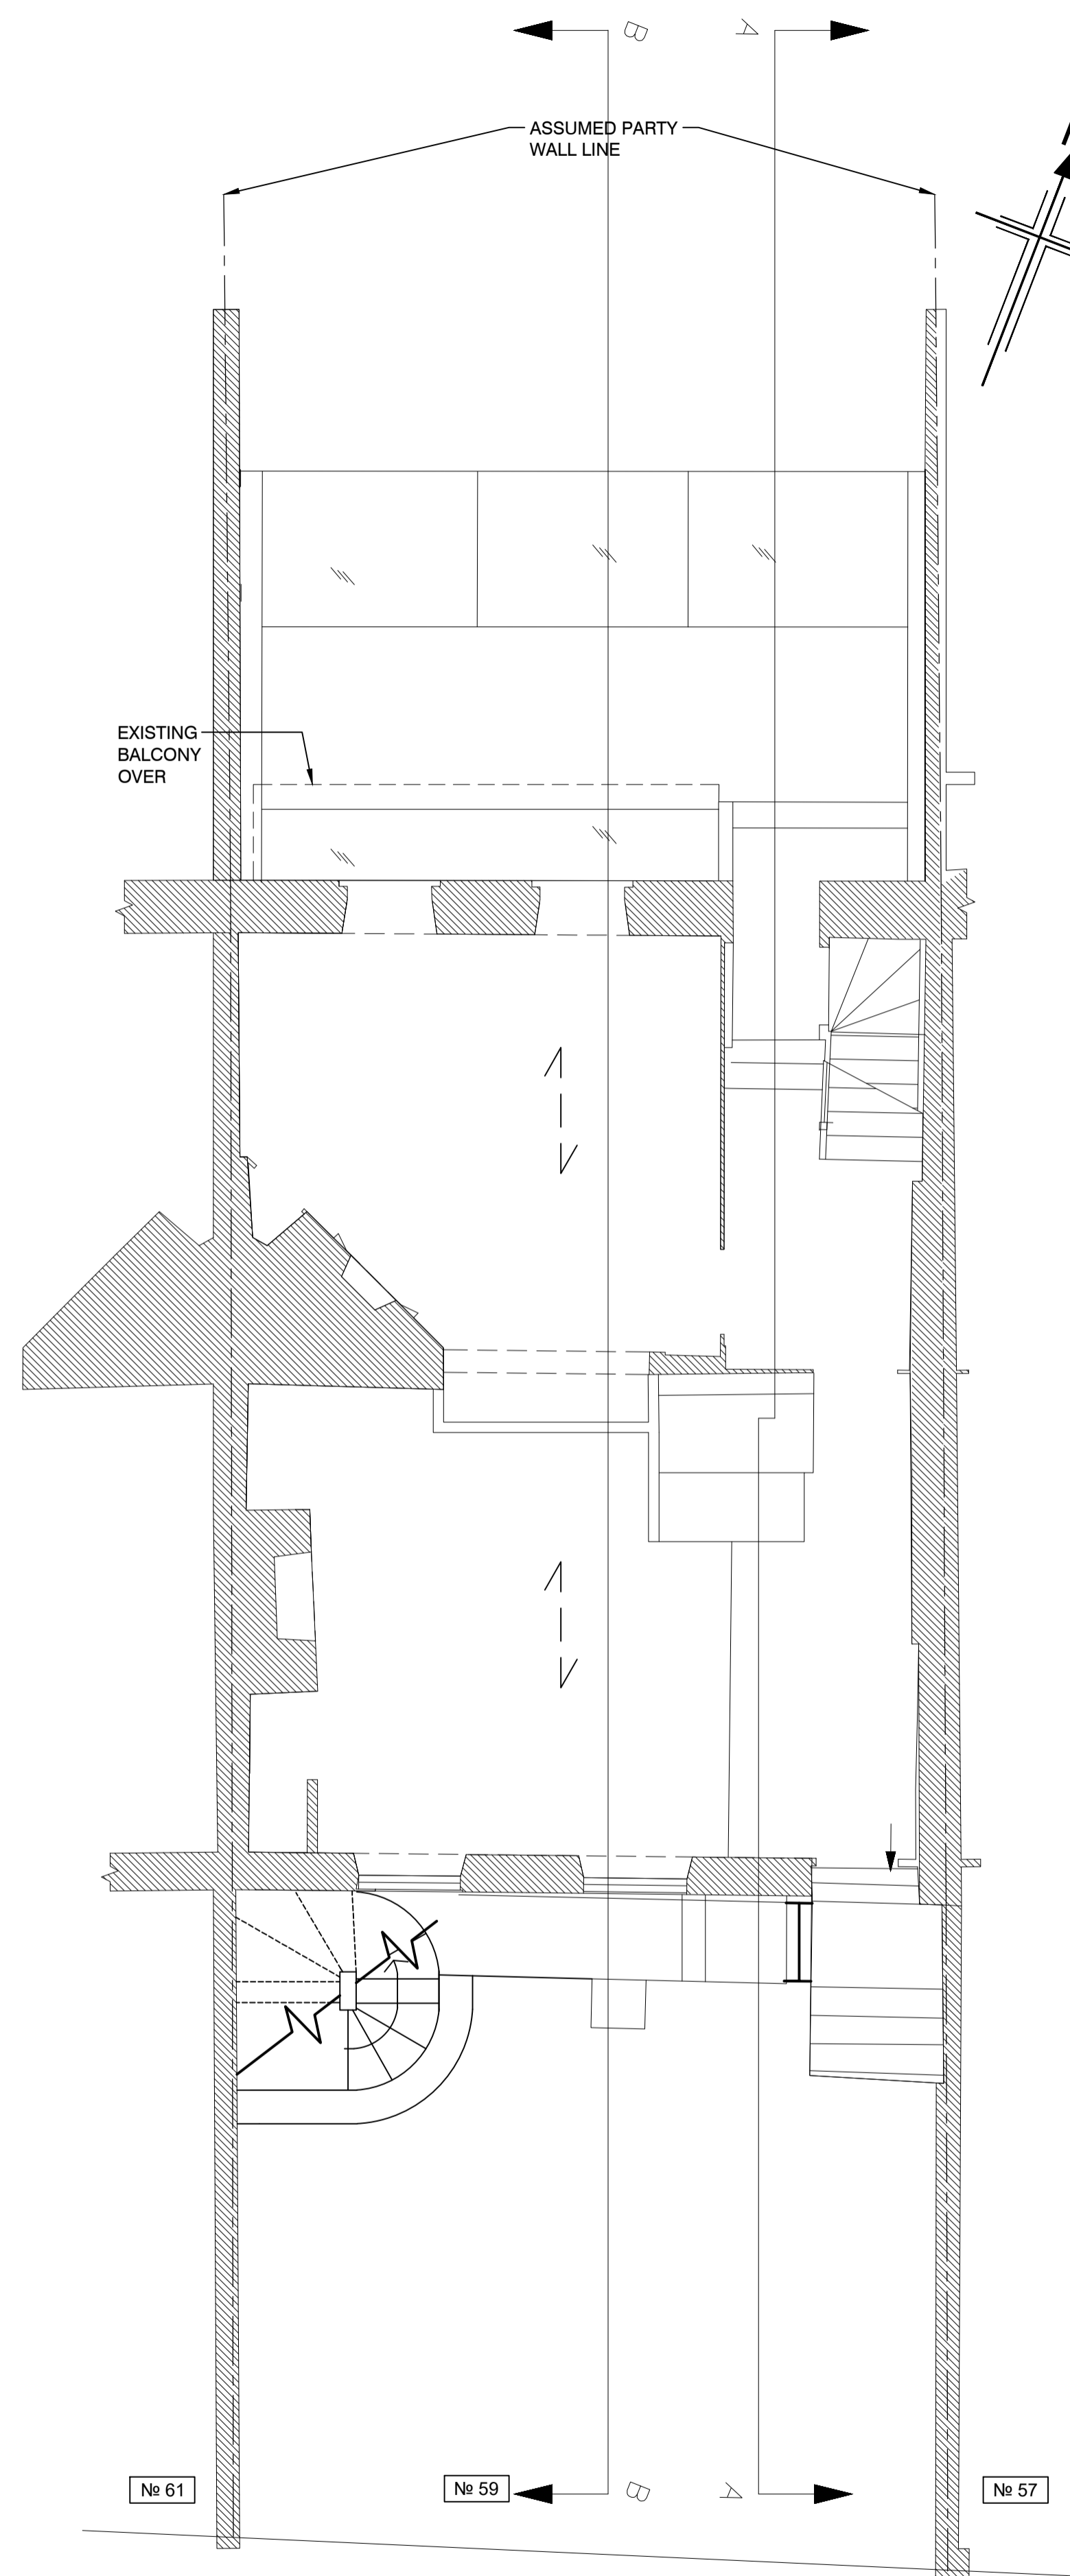 B
A
ASSUMED PARTY
WALL LINE
EXISTING
BALCONY
OVER
№ 61
№ 59
B
A
№ 57